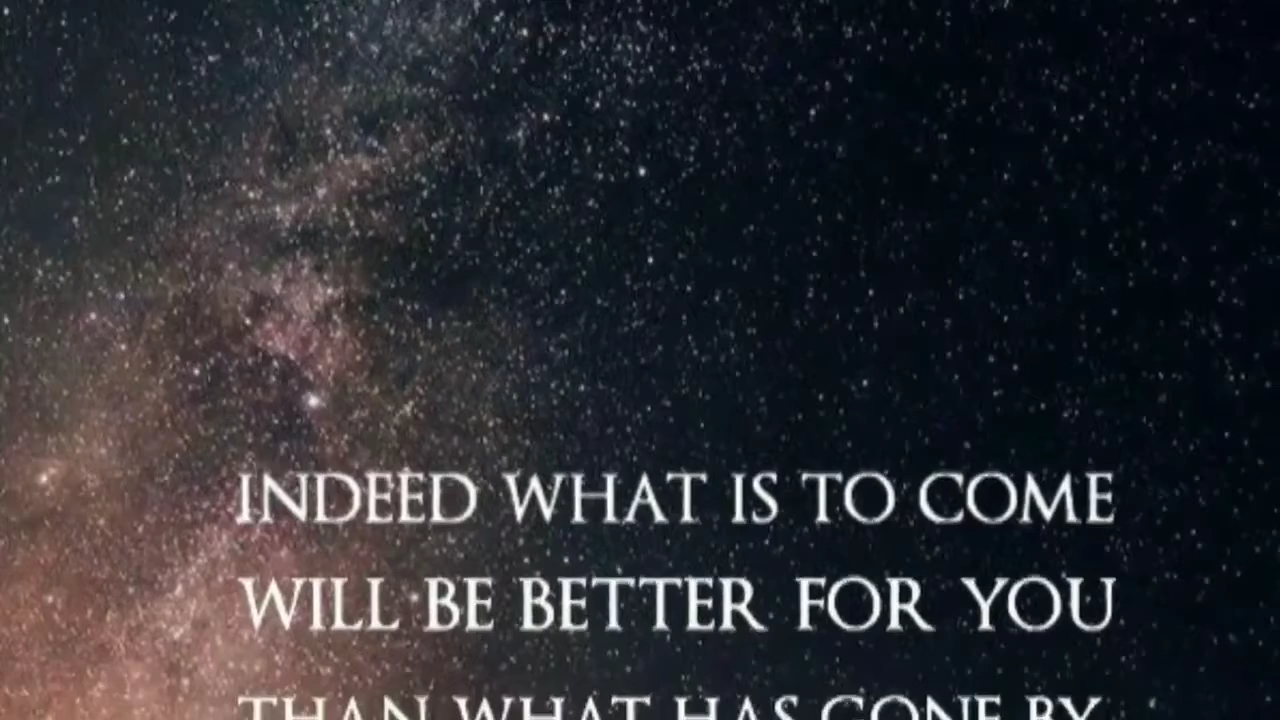 INDEED WHAT IS TO COME
WILL BE BETTER FOR YOU
THAN WHAT HAS GONE BY